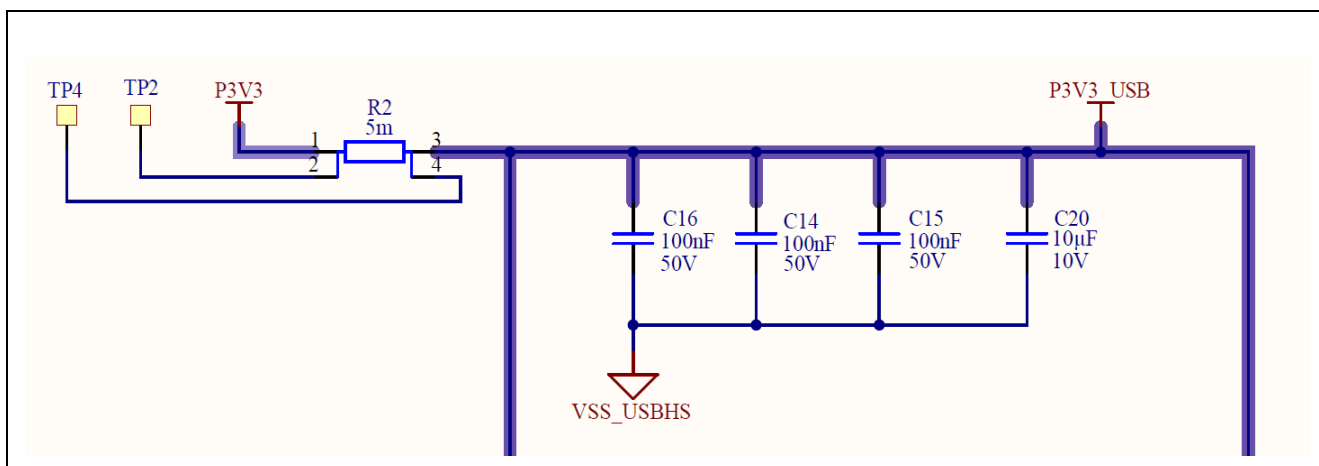 TP4
TP2
P3V3
P3V3_USB
R2
5m
1
3
2
4
C16
100nF
50V
C14
100nF
50V
C15
100nF
50V
C20
10µF
10V
VSS_USBHS